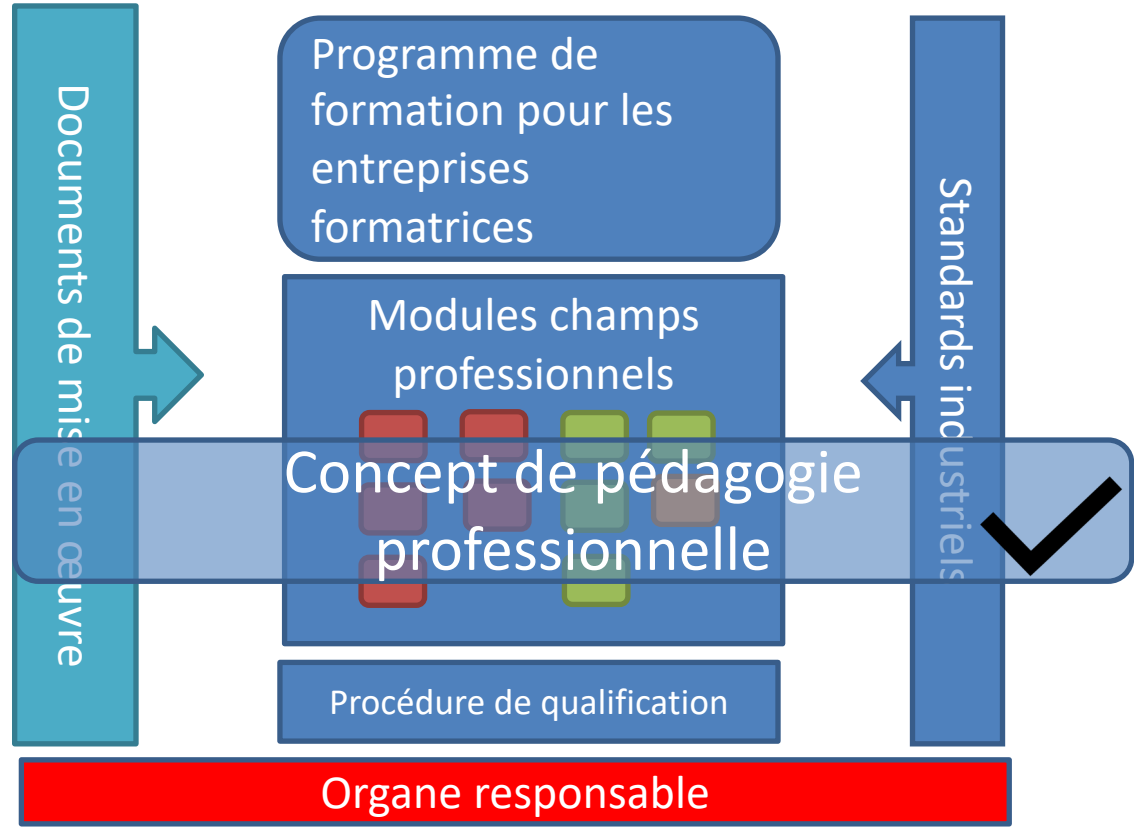 Documents de mise en œuvre
Programme de
formation pour les
entreprises
formatrices
Modules champs
professionnels
Concept de pédagogie
professionnelle
Procédure de qualification
Standards industriels
Organe responsable